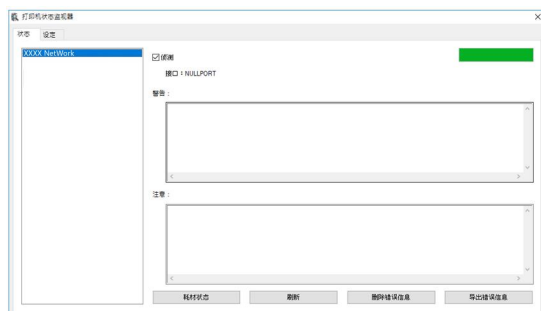 打印机状态监视器
状态 设定
XXXX NetWork
侦测
接口：NULLPORT
警告：
注意：
耗材状态 刷新 删除错误信息 导出错误信息